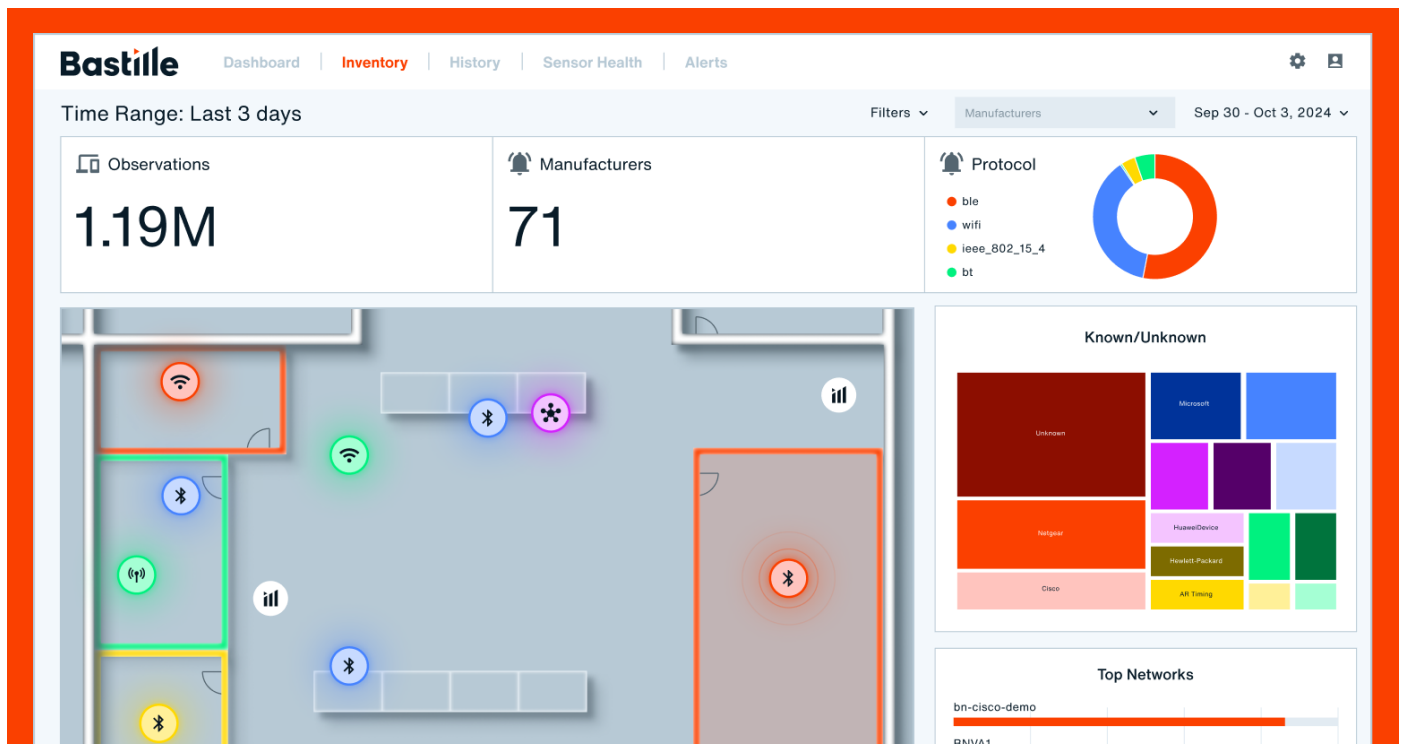 Bastille
Dashboard
Inventory
History
Sensor Health
Alerts
Time Range: Last 3 days
Filters
Manufacturers
Sep 30 - Oct 3, 2024
Observations
1.19M
Manufacturers
71
Protocol
ble
wifi
ieee_802_15_4
bt
Known/Unknown
Unknown
Netgear
Cisco
Microsoft
HuaweiDevice
Hewlett-Packard
AR Timing
Top Networks
bn-cisco-demo
BNVA1